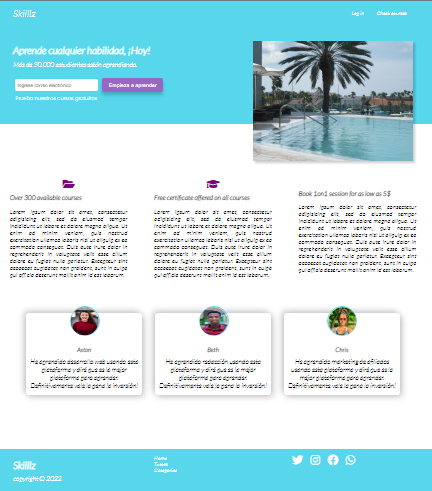 Skilllz
Log in Check courses
Aprende cualquier habilidad, ¡Hoy!
Más de 30.000 estudiantes están aprendiendo.
Ingrese correo electrónico Empieza a aprender
Prueba nuestros cursos gratuitos
Over 300 available courses
Lorem ipsum dolor sit amet, consectetur
adipisicing elit, sed do eiusmod tempor
incididunt ut labore et dolore magna aliqua. Ut
enim ad minim veniam, quis nostrud
exercitation ullamco laboris nisi ut aliquip ex ea
commodo consequat. Duis aute irure dolor in
reprehenderit in voluptate velit esse cillum
dolore eu fugiat nulla pariatur. Excepteur sint
occaecat cupidatat non proident, sunt in culpa
qui officia deserunt mollit anim id est laborum.
Free certificate offered on all courses
Lorem ipsum dolor sit amet, consectetur
adipisicing elit, sed do eiusmod tempor
incididunt ut labore et dolore magna aliqua. Ut
enim ad minim veniam, quis nostrud
exercitation ullamco laboris nisi ut aliquip ex ea
commodo consequat. Duis aute irure dolor in
reprehenderit in voluptate velit esse cillum
dolore eu fugiat nulla pariatur. Excepteur sint
occaecat cupidatat non proident, sunt in culpa
qui officia deserunt mollit anim id est laborum.
Book 1on1 session for as low as 5$
Lorem ipsum dolor sit amet, consectetur
adipisicing elit, sed do eiusmod tempor
incididunt ut labore et dolore magna aliqua. Ut
enim ad minim veniam, quis nostrud
exercitation ullamco laboris nisi ut aliquip ex ea
commodo consequat. Duis aute irure dolor in
reprehenderit in voluptate velit esse cillum
dolore eu fugiat nulla pariatur. Excepteur sint
occaecat cupidatat non proident, sunt in culpa
qui officia deserunt mollit anim id est laborum.
Aston
He aprendido desarrollo web usando esta
plataforma y diré que es la mejor
plataforma para aprender.
Definitivamente vale la pena la inversión!
Beth
He aprendido redacción usando esta
plataforma y diré que es la mejor
plataforma para aprender.
Definitivamente vale la pena la inversión!
Chris
He aprendido marketing de afiliados
usando esta plataforma y diré que es la
mejor plataforma para aprender.
Definitivamente vale la pena la inversión!
Skilllz
copyright © 2022
Home
Tutors
Categories